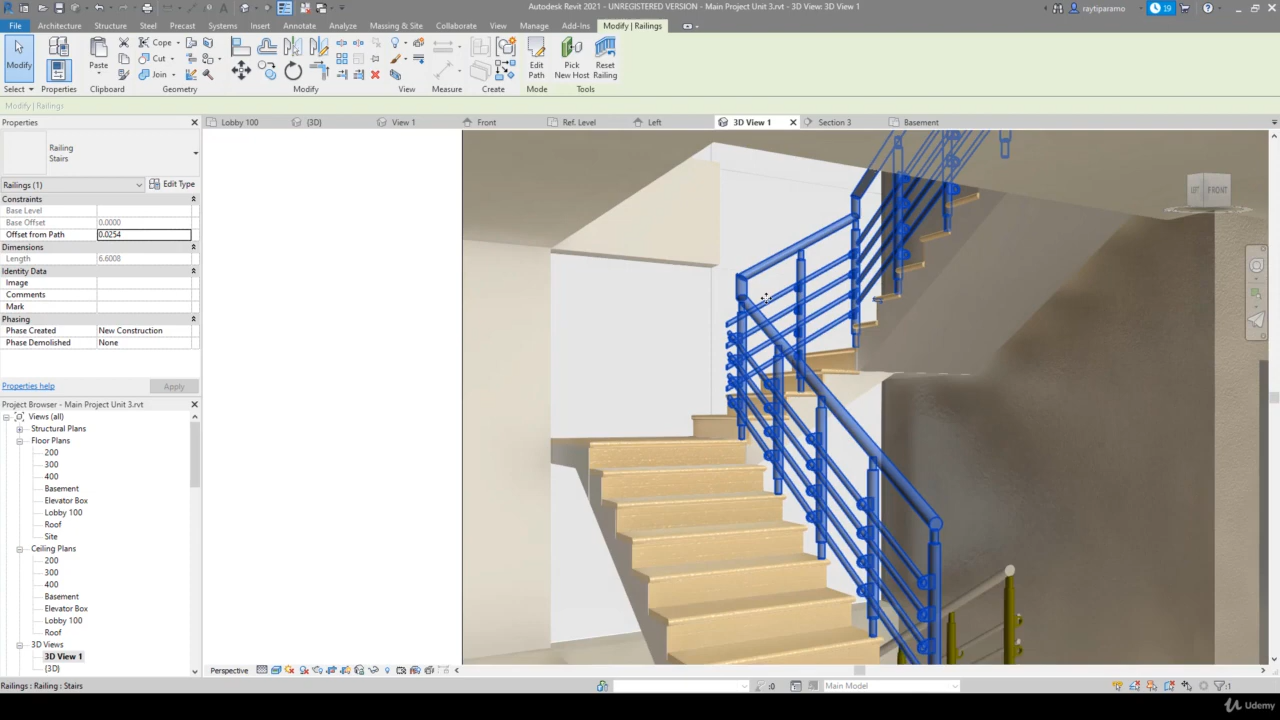 Autodesk Revit 2021 - UNREGISTERED VERSION - Main Project Unit 3.rvt - 3D View: 3D View 1
raytiparamo
19
File
Architecture
Structure
Steel
Precast
Systems
Insert
Annotate
Analyze
Massing & Site
Collaborate
View
Manage
Add-Ins
Modify | Railings
Modify
Paste
Cope
Cut
Join
Edit Path
Pick New Host
Reset Railing
Select
Properties
Clipboard
Geometry
Modify
View
Measure
Create
Mode
Tools
Modify | Railings
Properties
Lobby 100
{3D}
View 1
Front
Ref. Level
Left
3D View 1
Section 3
Basement
Railing
Stairs
Railings (1)
Edit Type
Constraints
Base Level
Base Offset 0.0000
Offset from Path 0.0254
Dimensions
Length 6.6008
Identity Data
Image
Comments
Mark
Phasing
Phase Created New Construction
Phase Demolished None
Properties help
Apply
Project Browser - Main Project Unit 3.rvt
Views (all)
Structural Plans
Floor Plans
200
300
400
Basement
Elevator Box
Lobby 100
Roof
Site
Ceiling Plans
200
300
400
Basement
Elevator Box
Lobby 100
Roof
3D Views
3D View 1
{3D}
LEFT
FRONT
Perspective
Railings : Railing : Stairs
:0
Main Model
:1
Udemy